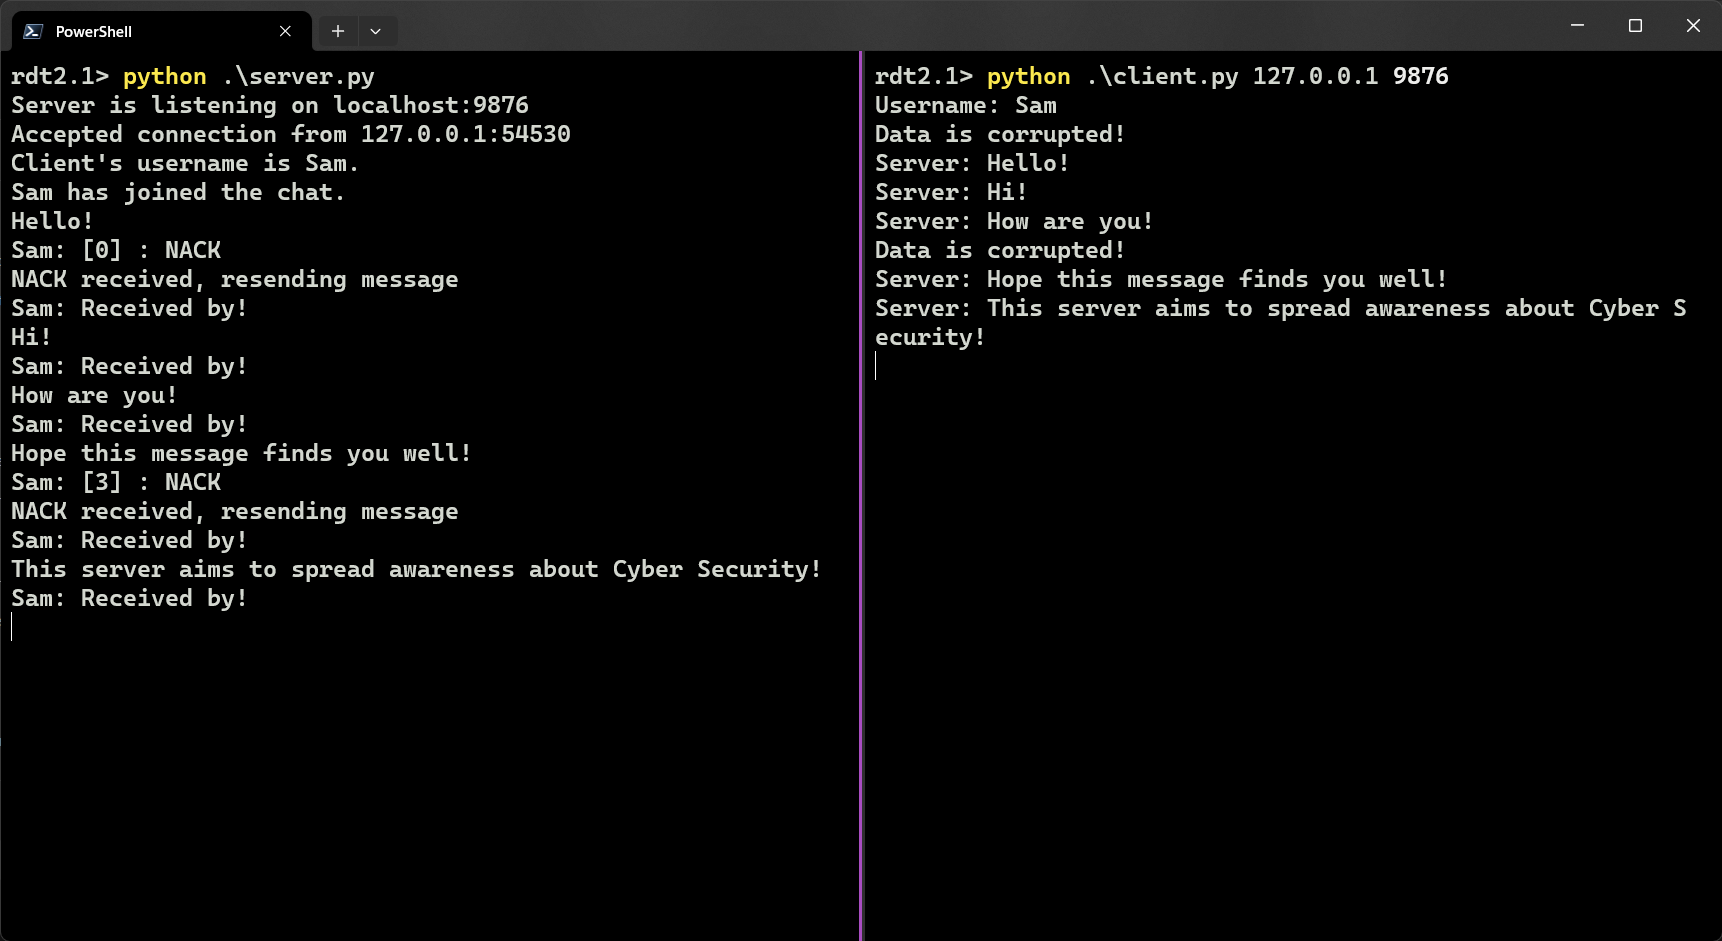 PowerShell
rdt2.1> python .\server.py
Server is listening on localhost:9876
Accepted connection from 127.0.0.1:54530
Client's username is Sam.
Sam has joined the chat.
Hello!
Sam: [0] : NACK
NACK received, resending message
Sam: Received by!
Hi!
Sam: Received by!
How are you!
Sam: Received by!
Hope this message finds you well!
Sam: [3] : NACK
NACK received, resending message
Sam: Received by!
This server aims to spread awareness about Cyber Security!
Sam: Received by!
rdt2.1> python .\client.py 127.0.0.1 9876
Username: Sam
Data is corrupted!
Server: Hello!
Server: Hi!
Server: How are you!
Data is corrupted!
Server: Hope this message finds you well!
Server: This server aims to spread awareness about Cyber S
ecurity!